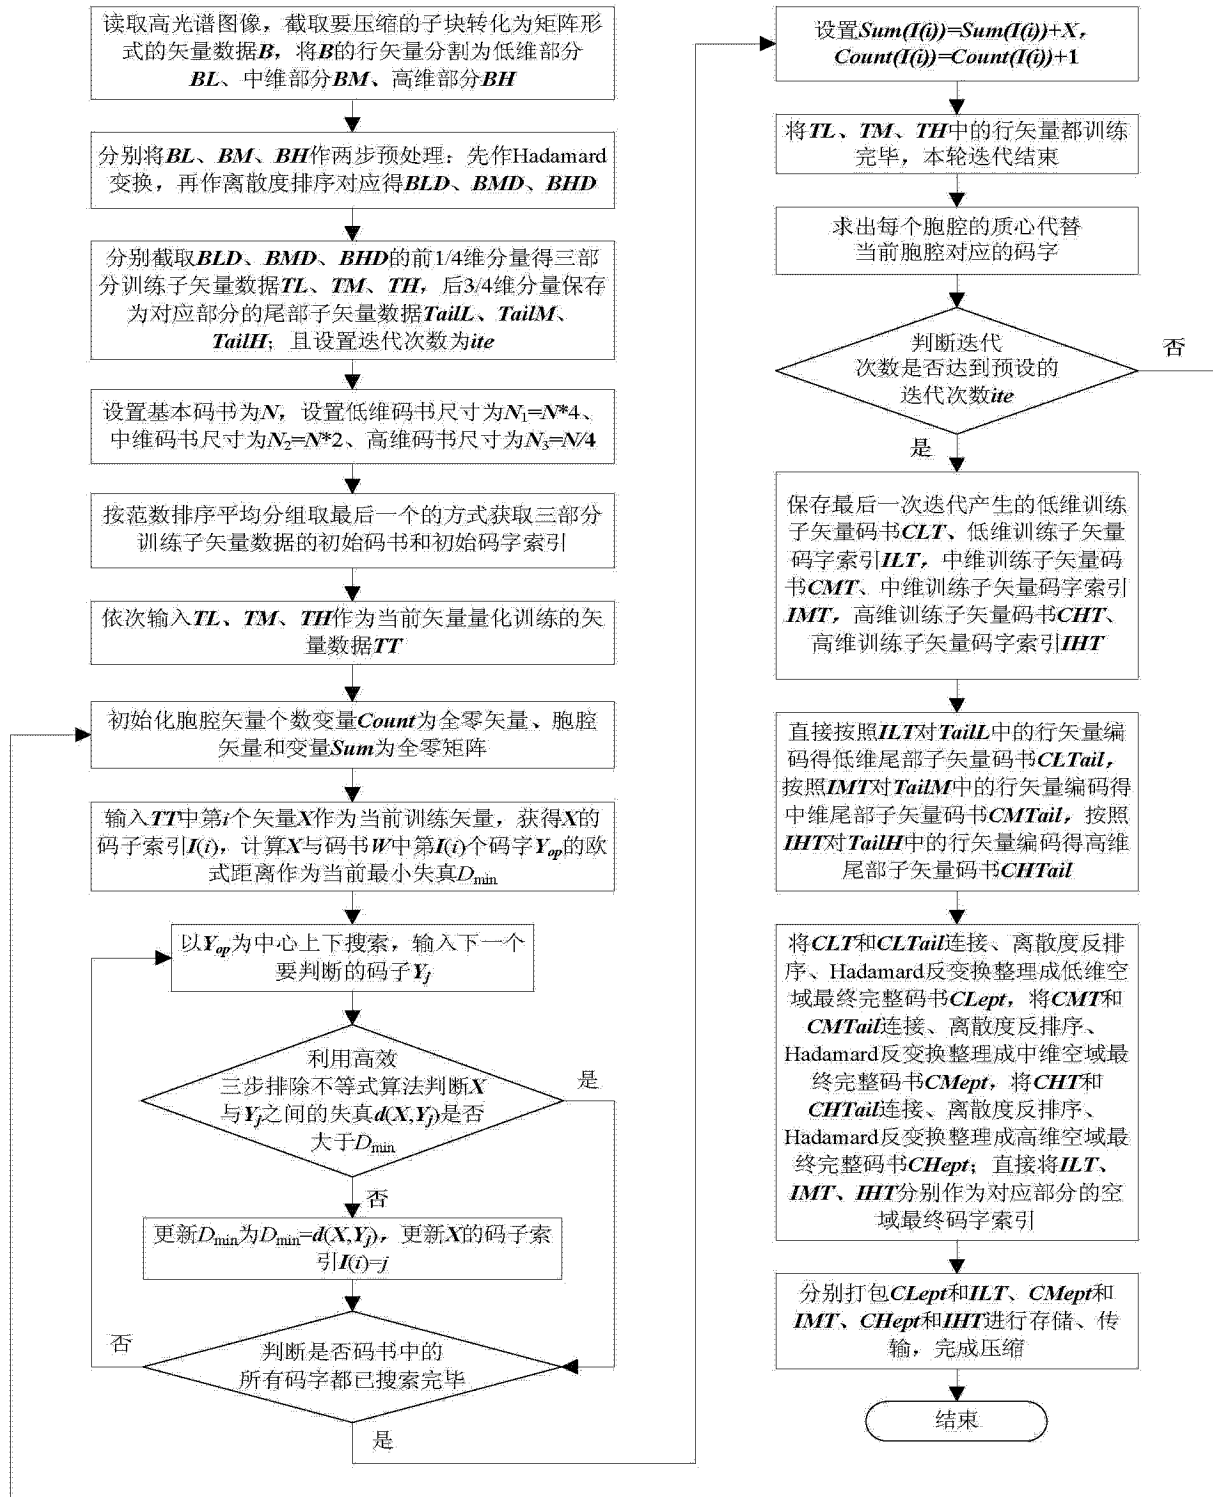 读取高光谱图像，截取要压缩的子块转化为矩阵形
式的矢量数据B，将B的行矢量分割为低维部分
BL、中维部分BM、高维部分BH
分别将BL、BM、BH作两步预处理：先作Hadamard
变换，再作离散度排序对应得BLD、BMD、BHD
分别截取BLD、BMD、BHD的前1/4维分量得三部
分训练子矢量数据TL、TM、TH，后3/4维分量保存
为对应部分的尾部子矢量数据TailL、TailM、
TailH；且设置迭代次数为ite
设置基本码书为N，设置低维码书尺寸为N₁=N*4、
中维码书尺寸为N₂=N*2、高维码书尺寸为N₃=N/4
按范数排序平均分组取最后一个的方式获取三部分
训练子矢量数据的初始码书和初始码字索引
依次输入TL、TM、TH作为当前矢量量化训练的矢
量数据TT
初始化胞腔矢量个数变量Count为全零矢量、胞腔
矢量和变量Sum为全零矩阵
输入TT中第i个矢量X作为当前训练矢量，获得X的
码子索引I(i)，计算X与码书W中第I(i)个码字Yop的欧
式距离作为当前最小失真Dmin
以Yop为中心上下搜索，输入下一个
要判断的码子Yj
利用高效
三步排除不等式算法判断X
与Yj之间的失真d(X,Yj)是否
大于Dmin
是
否
更新Dmin为Dmin=d(X,Yj)，更新X的码子索
引I(i)=j
判断是否码书中的
所有码字都已搜索完毕
否
是
设置Sum(I(i))=Sum(I(i))+X，
Count(I(i))=Count(I(i))+1
将TL、TM、TH中的行矢量都训练
完毕，本轮迭代结束
求出每个胞腔的质心代替
当前胞腔对应的码字
判断迭代
次数是否达到预设的
迭代次数ite
否
是
保存最后一次迭代产生的低维训练
子矢量码书CLT、低维训练子矢量
码字索引ILT，中维训练子矢量码
书CMT、中维训练子矢量码字索引
IMT，高维训练子矢量码书CHT、
高维训练子矢量码字索引IHT
直接按照ILT对TailL中的行矢量编
码得低维尾部子矢量码书CLTail，
按照IMT对TailM中的行矢量编码得
中维尾部子矢量码书CMTail，按照
IHT对TailH中的行矢量编码得高维
尾部子矢量码书CHTail
将CLT和CLTail连接、离散度反排
序、Hadamard反变换整理成低维空
域最终完整码书CLept，将CMT和
CMTail连接、离散度反排序、
Hadamard反变换整理成中维空域最
终完整码书CMept，将CHT和
CHTail连接、离散度反排序、
Hadamard反变换整理成高维空域最
终完整码书CHept；直接将ILT、
IMT、IHT分别作为对应部分的空
域最终码字索引
分别打包CLept和ILT、CMept和
IMT、CHept和IHT进行存储、传
输，完成压缩
结束